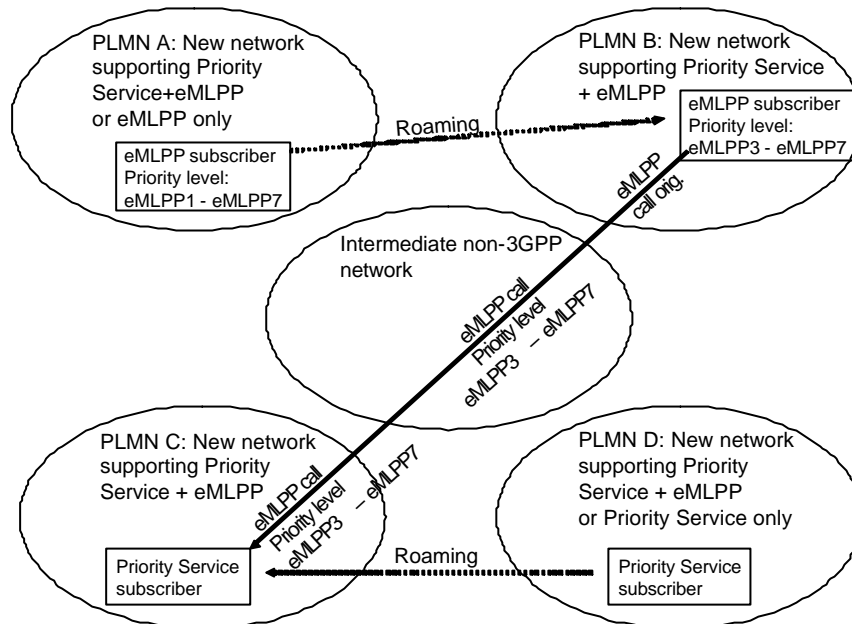 PLMN A: New network
supporting Priority
Service+eMLPP
or eMLPP only
eMLPP subscriber
Priority level:
eMLPP1 - eMLPP7
Roaming
PLMN B: New network
supporting Priority Service
+ eMLPP
eMLPP subscriber
Priority level:
eMLPP3 - eMLPP7
eMLPP
call orig.
Intermediate non-3GPP
network
eMLPP call
Priority level
eMLPP3 – eMLPP7
PLMN C: New network
supporting Priority
Service + eMLPP
eMLPP call
Priority level
eMLPP3 – eMLPP7
Priority Service
subscriber
Roaming
PLMN D: New network
supporting Priority
Service + eMLPP
or Priority Service only
Priority Service
subscriber